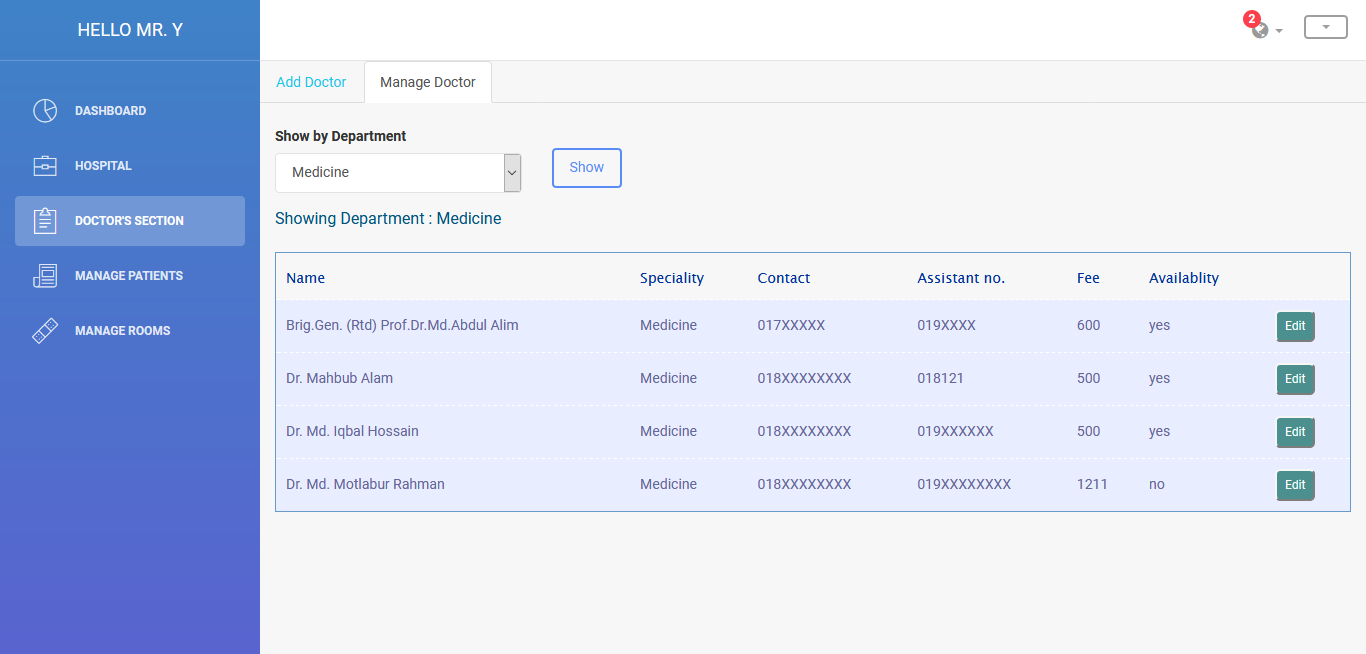 HELLO MR. Y
2
DASHBOARD
HOSPITAL
DOCTOR'S SECTION
MANAGE PATIENTS
MANAGE ROOMS
Add Doctor Manage Doctor
Show by Department
Medicine Show
Showing Department : Medicine
Name Speciality Contact Assistant no. Fee Availablity
Brig.Gen. (Rtd) Prof.Dr.Md.Abdul Alim Medicine 017XXXXX 019XXXX 600 yes Edit
Dr. Mahbub Alam Medicine 018XXXXXXXX 018121 500 yes Edit
Dr. Md. Iqbal Hossain Medicine 018XXXXXXXX 019XXXXXX 500 yes Edit
Dr. Md. Motlabur Rahman Medicine 018XXXXXXXX 019XXXXXXXX 1211 no Edit